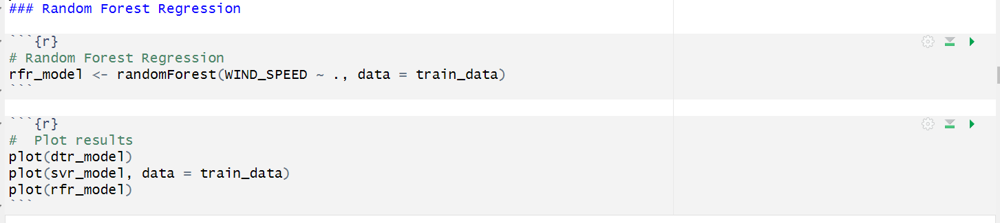 ### Random Forest Regression
```{r}
# Random Forest Regression
rfr_model <- randomForest(WIND_SPEED ~ ., data = train_data)
```
```{r}
#  Plot results
plot(dtr_model)
plot(svr_model, data = train_data)
plot(rfr_model)
```